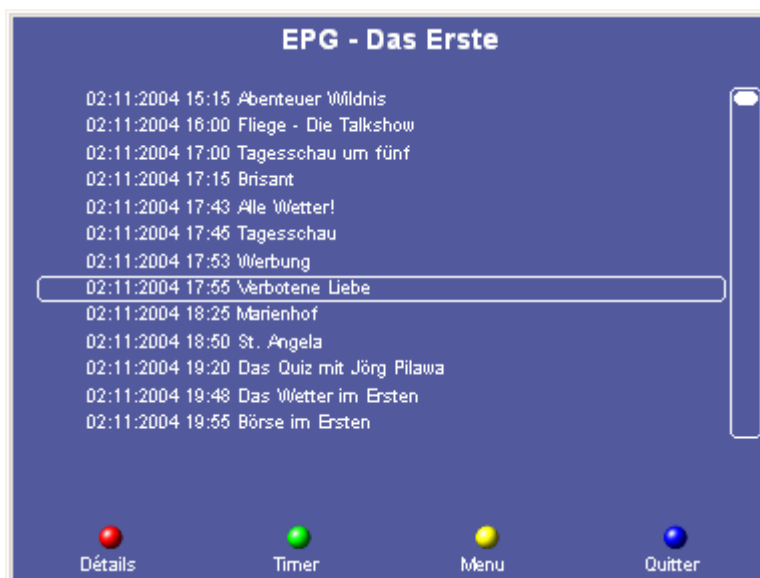 EPG - Das Erste
02:11:2004 15:15 Abenteuer Wildnis
02:11:2004 16:00 Fliege - Die Talkshow
02:11:2004 17:00 Tagesschau um fünf
02:11:2004 17:15 Brisant
02:11:2004 17:43 Alle Wetter!
02:11:2004 17:45 Tagesschau
02:11:2004 17:53 Werbung
02:11:2004 17:55 Verbotene Liebe
02:11:2004 18:25 Marienhof
02:11:2004 18:50 St. Angela
02:11:2004 19:20 Das Quiz mit Jörg Pilawa
02:11:2004 19:48 Das Wetter im Ersten
02:11:2004 19:55 Börse im Ersten
Détails Timer Menu Quitter